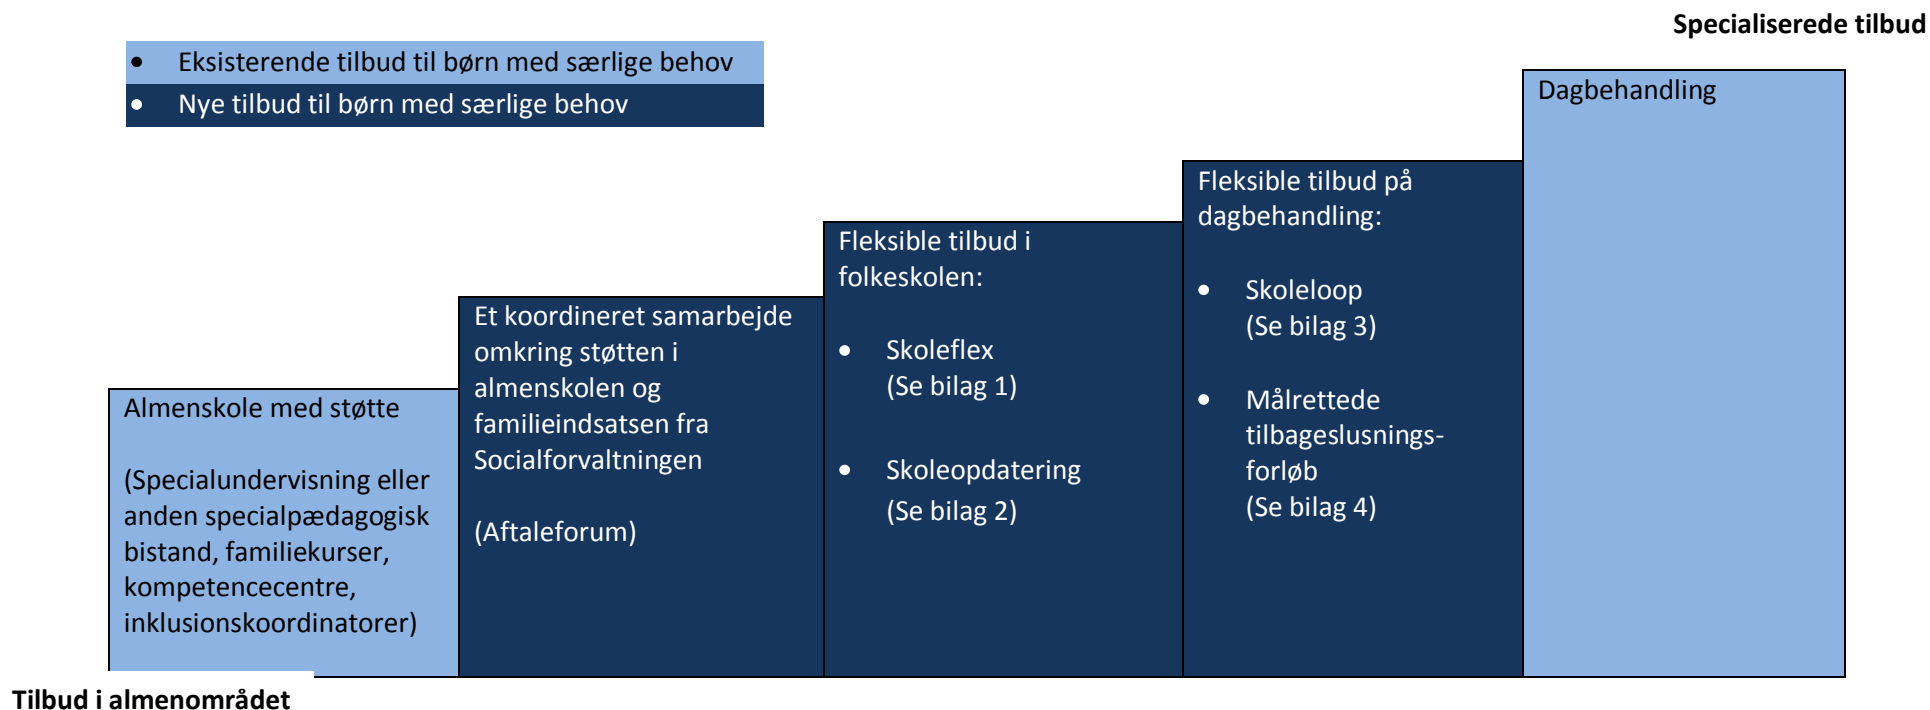 Specialiserede tilbud
• Eksisterende tilbud til børn med særlige behov
• Nye tilbud til børn med særlige behov
Almenskole med støtte
(Specialundervisning eller
anden specialpædagogisk
bistand, familiekurser,
kompetencecentre,
inklusionskoordinatorer)
Et koordineret samarbejde
omkring støtten i
almenskolen og
familieindsatsen fra
Socialforvaltningen
(Aftaleforum)
Fleksible tilbud i
folkeskolen:
• Skoleflex
(Se bilag 1)
• Skoleopdatering
(Se bilag 2)
Fleksible tilbud på
dagbehandling:
• Skoleloop
(Se bilag 3)
• Målrettede
tilbageslusnings-
forløb
(Se bilag 4)
Dagbehandling
Tilbud i almenområdet